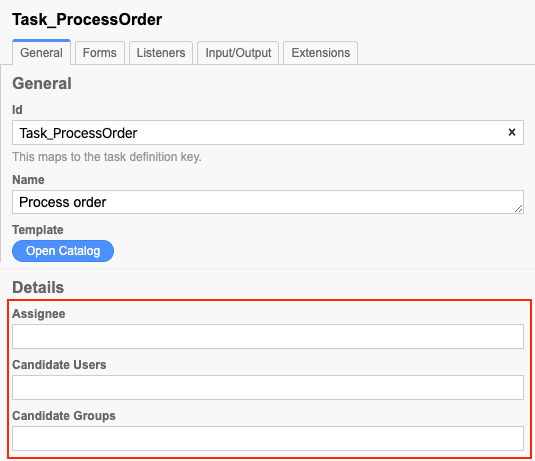 Task_ProcessOrder
General Forms Listeners Input/Output Extensions
General
Id
Task_ProcessOrder
This maps to the task definition key.
Name
Process order
Template
Open Catalog
Details
Assignee
Candidate Users
Candidate Groups